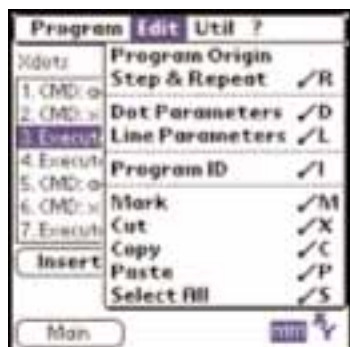 Program Edit Util ?
Xdots
Program Origin
Step & Repeat /R
1. CMD:
2. CMD:
Dot Parameters /D
3. Execut
Line Parameters /L
4. Execut
Program ID /I
5. CMD:
6. CMD:
Mark /M
7. Execut
Cut /X
Copy /C
Insert
Paste /P
Select All /S
Main
mm